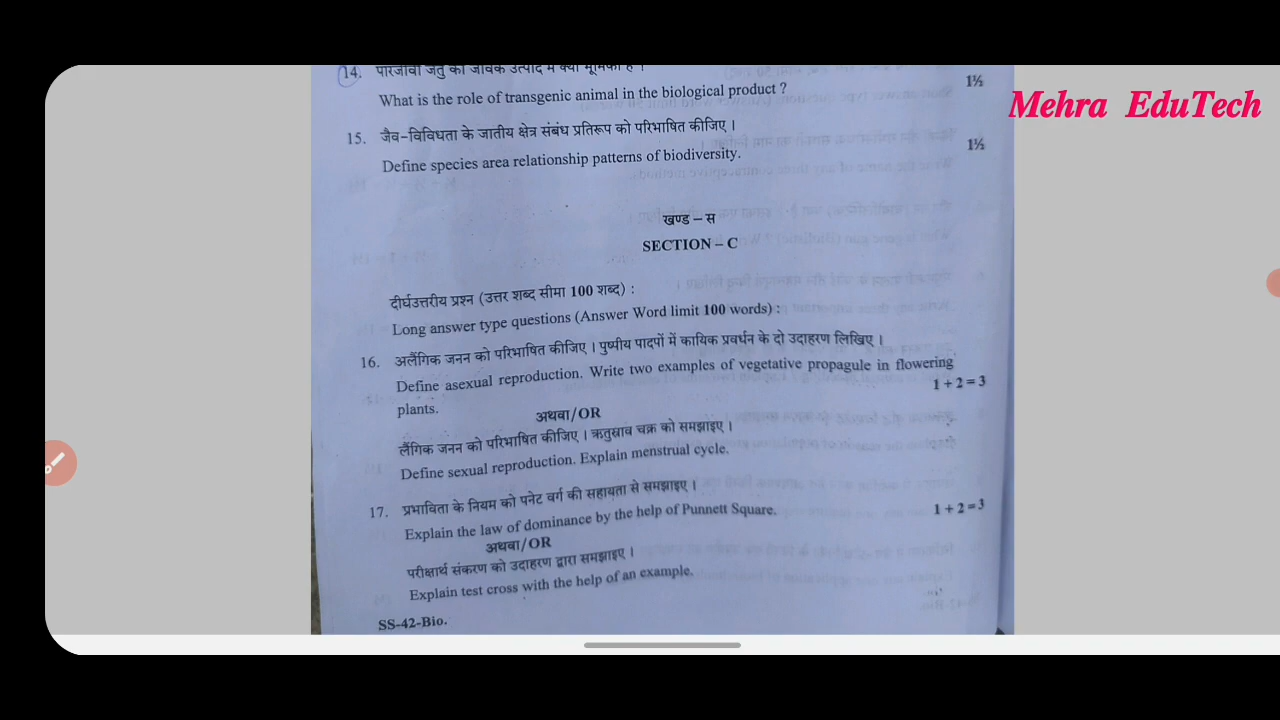 14. पारजीवी जंतु की जैविक उत्पाद में क्या भूमिका है ।
What is the role of transgenic animal in the biological product ? 1½
Mehra EduTech
15. जैव-विविधता के जातीय क्षेत्र संबंध प्रतिरूप को परिभाषित कीजिए ।
Define species area relationship patterns of biodiversity. 1½
खण्ड – स
SECTION – C
दीर्घउत्तरीय प्रश्न (उत्तर शब्द सीमा 100 शब्द) :
Long answer type questions (Answer Word limit 100 words) :
16. अलैंगिक जनन को परिभाषित कीजिए । पुष्पीय पादपों में कायिक प्रवर्धन के दो उदाहरण लिखिए ।
Define asexual reproduction. Write two examples of vegetative propagule in flowering
plants. 1 + 2 = 3
अथवा/OR
लैंगिक जनन को परिभाषित कीजिए । ऋतुस्राव चक्र को समझाइए ।
Define sexual reproduction. Explain menstrual cycle.
17. प्रभाविता के नियम को पनेट वर्ग की सहायता से समझाइए ।
Explain the law of dominance by the help of Punnett Square. 1 + 2 = 3
अथवा/OR
परीक्षार्थ संकरण को उदाहरण द्वारा समझाइए ।
Explain test cross with the help of an example.
SS-42-Bio.